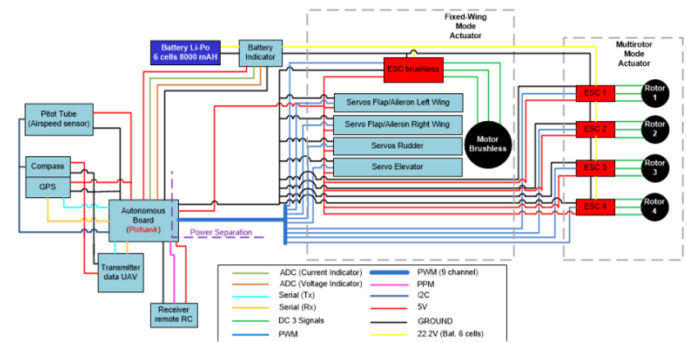 Fixed-Wing
Mode
Actuator
Multirotor
Mode
Actuator
Battery Li-Po
6 cells 8000 mAH
Battery
Indicator
ESC brushless
ESC 1
Rotor
1
Pitot Tube
(Airspeed sensor)
Servos Flap/Aileron Left Wing
Servo Flap/Aileron Right Wing
Servos Rudder
Servo Elevator
Motor
Brushless
ESC 2
Rotor
2
Compass
GPS
ESC 3
Rotor
3
Autonomous
Board
(Pixhawk)
Power Separation
ESC 4
Rotor
4
Transmitter
data UAV
Receiver
remote RC
ADC (Current Indicator)
ADC (Voltage Indicator)
Serial (Tx)
Serial (Rx)
DC 3 Signals
PWM
PWM (9 channel)
PPM
I2C
5V
GROUND
22.2V (Bat. 6 cells)